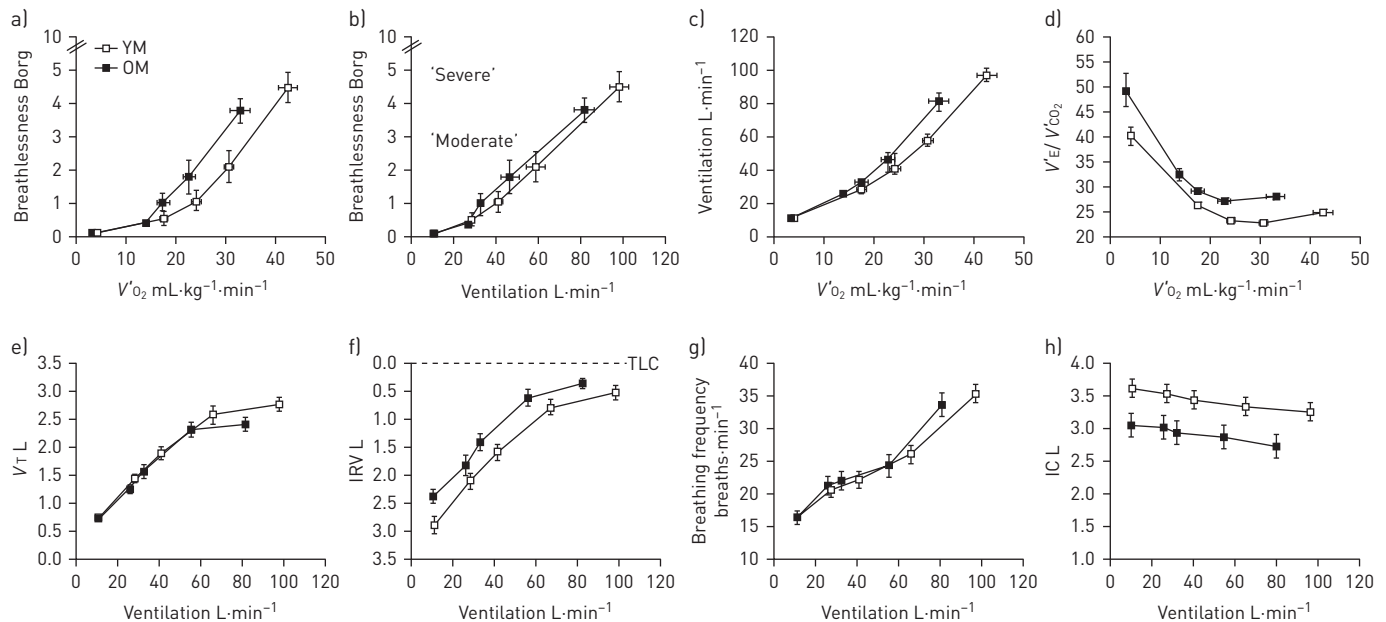 a)
Breathlessness Borg
10
5
4
3
2
1
0
YM
OM
0 10 20 30 40 50
V′O₂ mL·kg⁻¹·min⁻¹
b)
Breathlessness Borg
10
5
4
3
2
1
0
'Severe'
'Moderate'
0 20 40 60 80 100 120
Ventilation L·min⁻¹
c)
Ventilation L·min⁻¹
120
100
80
60
40
20
0
0 10 20 30 40 50
V′O₂ mL·kg⁻¹·min⁻¹
d)
V′E/V′CO₂
60
55
50
45
40
35
30
25
20
0 10 20 30 40 50
V′O₂ mL·kg⁻¹·min⁻¹
e)
VT L
3.5
3.0
2.5
2.0
1.5
1.0
0.5
0.0
0 20 40 60 80 100 120
Ventilation L·min⁻¹
f)
IRV L
0.0
0.5
1.0
1.5
2.0
2.5
3.0
3.5
TLC
0 20 40 60 80 100 120
Ventilation L·min⁻¹
g)
Breathing frequency
breaths·min⁻¹
40
35
30
25
20
15
10
0 20 40 60 80 100 120
Ventilation L·min⁻¹
h)
IC L
4.0
3.5
3.0
2.5
2.0
1.5
1.0
0 20 40 60 80 100 120
Ventilation L·min⁻¹